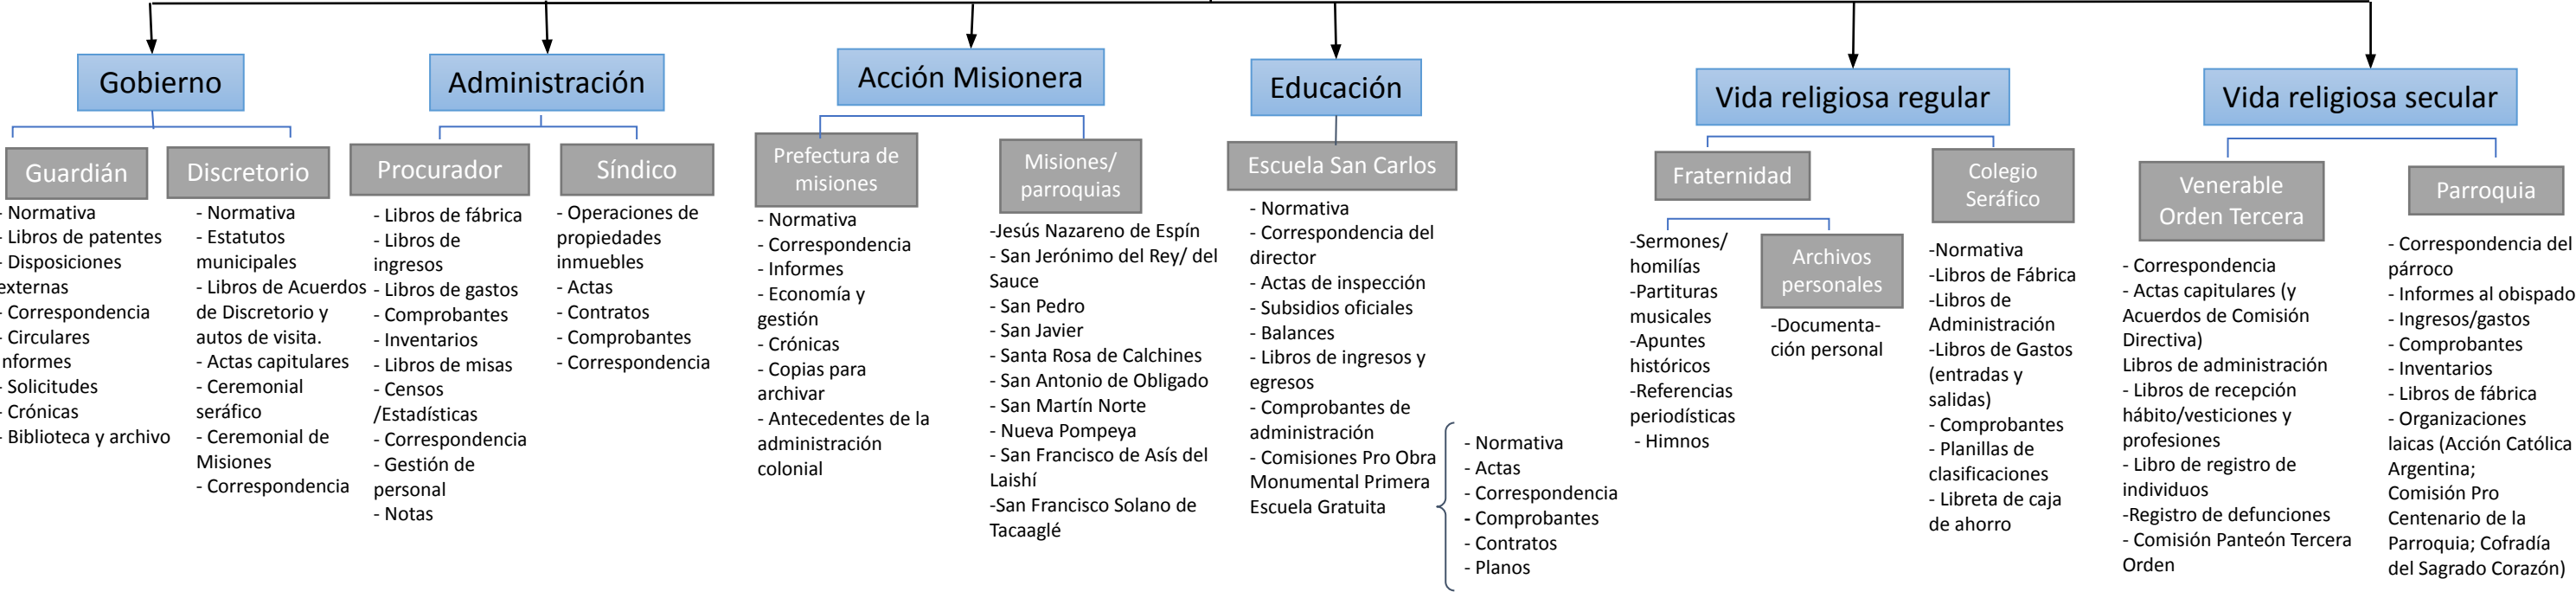 Gobierno
Guardián
- Normativa
- Libros de patentes
- Disposiciones
externas
- Correspondencia
- Circulares
informes
- Solicitudes
- Crónicas
- Biblioteca y archivo
Discretorio
- Normativa
- Estatutos
municipales
- Libros de Acuerdos
de Discretorio y
autos de visita.
- Actas capitulares
- Ceremonial
seráfico
- Ceremonial de
Misiones
- Correspondencia
Administración
Procurador
- Libros de fábrica
- Libros de
ingresos
- Libros de gastos
- Comprobantes
- Inventarios
- Libros de misas
- Censos
/Estadísticas
- Correspondencia
- Gestión de
personal
- Notas
Síndico
- Operaciones de
propiedades
inmuebles
- Actas
- Contratos
- Comprobantes
- Correspondencia
Acción Misionera
Prefectura de
misiones
- Normativa
- Correspondencia
- Informes
- Economía y
gestión
- Crónicas
- Copias para
archivar
- Antecedentes de la
administración
colonial
Misiones/
parroquias
-Jesús Nazareno de Espín
- San Jerónimo del Rey/ del
Sauce
- San Pedro
- San Javier
- Santa Rosa de Calchines
- San Antonio de Obligado
- San Martín Norte
- Nueva Pompeya
- San Francisco de Asís del
Laishí
-San Francisco Solano de
Tacaaglé
Educación
Escuela San Carlos
- Normativa
- Correspondencia del
director
- Actas de inspección
- Subsidios oficiales
- Balances
- Libros de ingresos y
egresos
- Comprobantes de
administración
- Comisiones Pro Obra
Monumental Primera
Escuela Gratuita
- Normativa
- Actas
- Correspondencia
- Comprobantes
- Contratos
- Planos
Vida religiosa regular
Fraternidad
-Sermones/
homilías
-Partituras
musicales
-Apuntes
históricos
-Referencias
periodísticas
- Himnos
Archivos
personales
-Documenta-
ción personal
Colegio
Seráfico
-Normativa
-Libros de Fábrica
-Libros de
Administración
-Libros de Gastos
(entradas y
salidas)
- Comprobantes
- Planillas de
clasificaciones
- Libreta de caja
de ahorro
Vida religiosa secular
Venerable
Orden Tercera
- Correspondencia
- Actas capitulares (y
Acuerdos de Comisión
Directiva)
Libros de administración
- Libros de recepción
hábito/vesticiones y
profesiones
- Libro de registro de
individuos
-Registro de defunciones
- Comisión Panteón Tercera
Orden
Parroquia
- Correspondencia del
párroco
- Informes al obispado
- Ingresos/gastos
- Comprobantes
- Inventarios
- Libros de fábrica
- Organizaciones
laicas (Acción Católica
Argentina;
Comisión Pro
Centenario de la
Parroquia; Cofradía
del Sagrado Corazón)